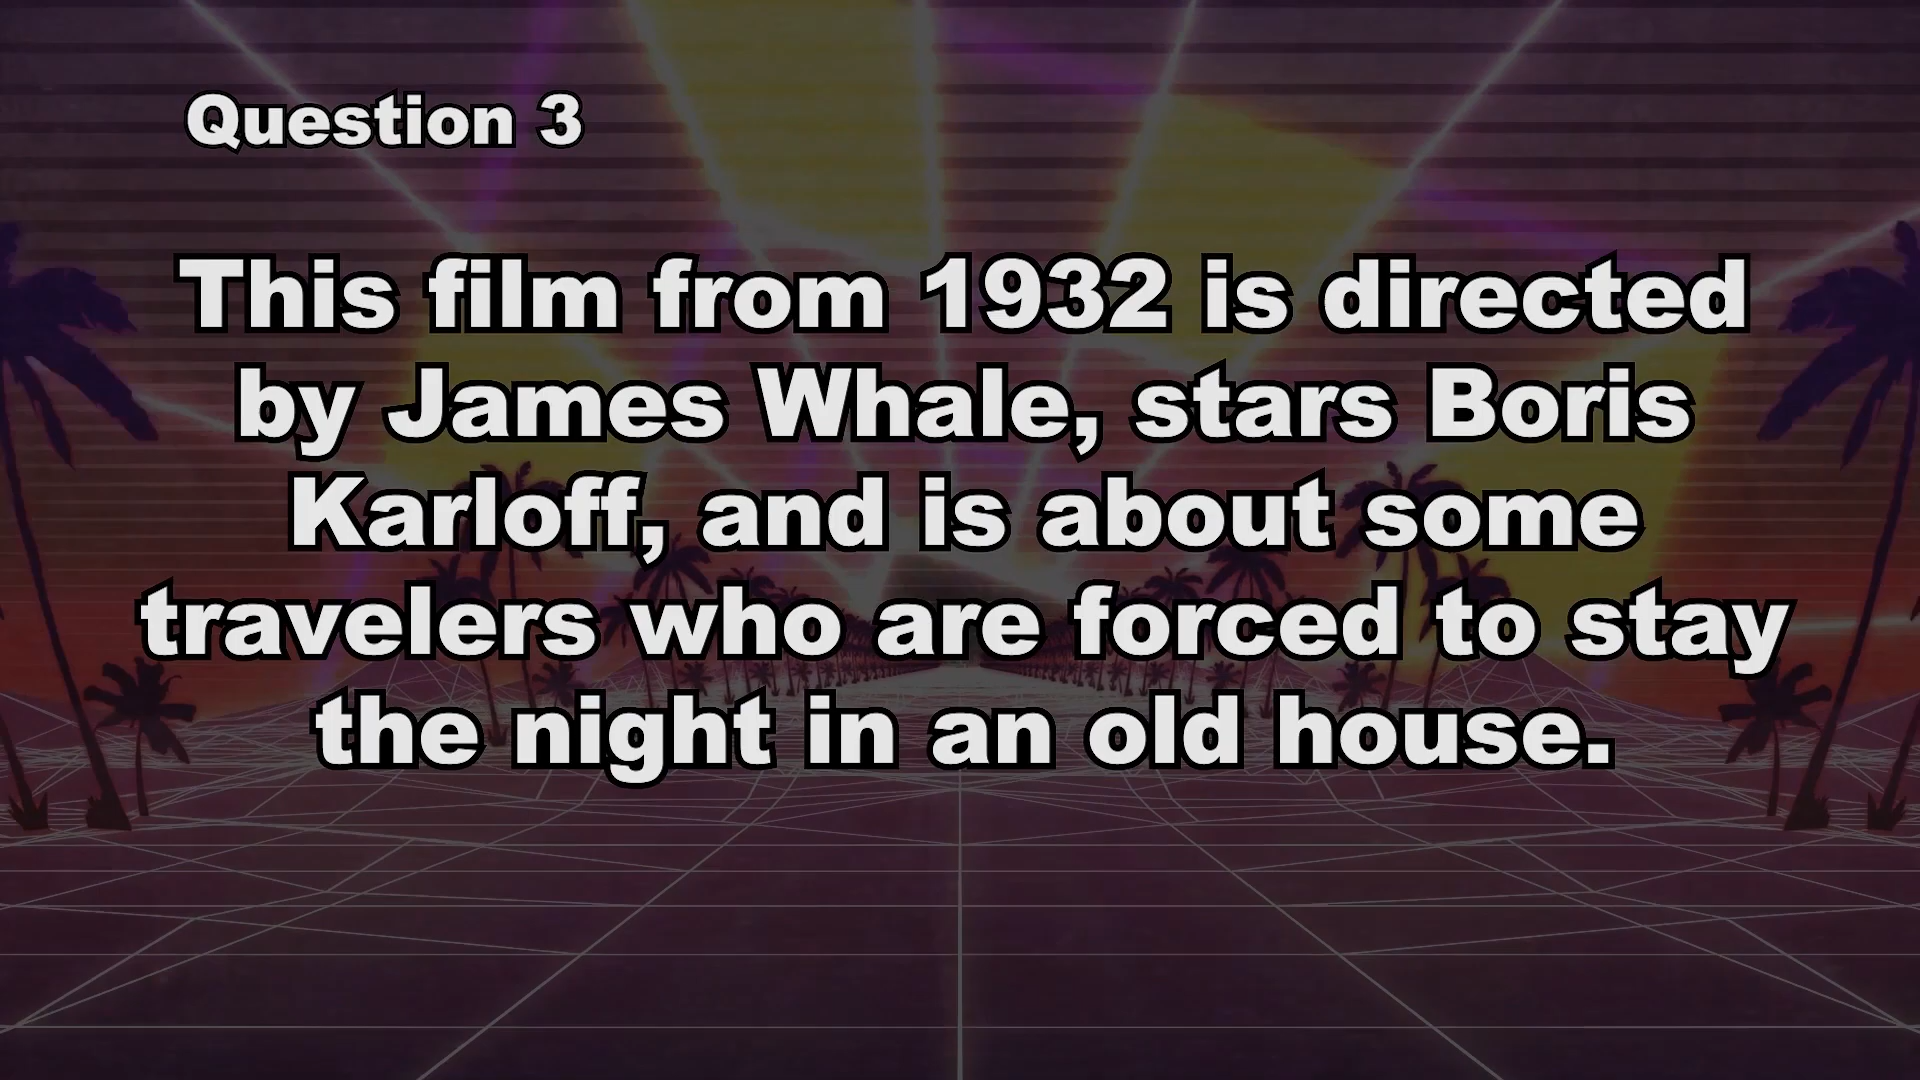 Question 3
This film from 1932 is directed
by James Whale, stars Boris
Karloff, and is about some
travelers who are forced to stay
the night in an old house.